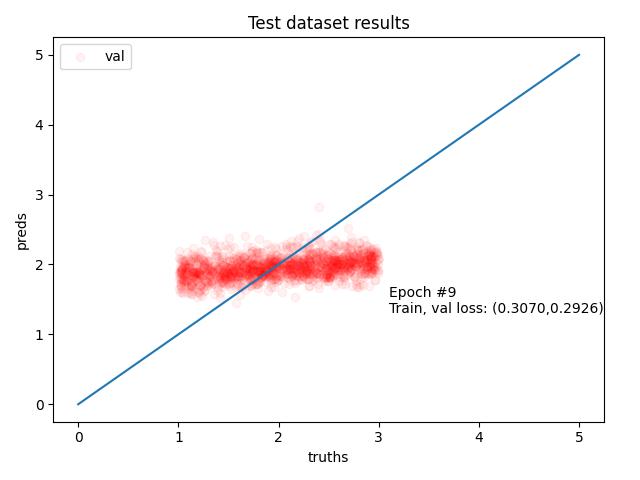 Test dataset results
val
5
4
3
2
1
0
preds
Epoch #9
Train, val loss: (0.3070,0.2926)
0 1 2 3 4 5
truths